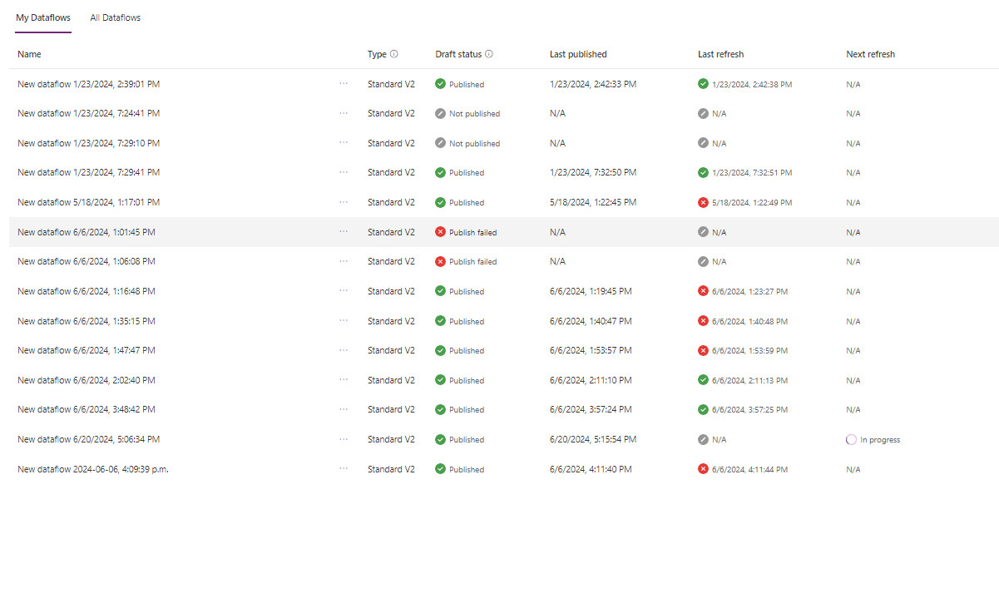 My Dataflows All Dataflows
Name Type Draft status Last published Last refresh Next refresh
New dataflow 1/23/2024, 2:39:01 PM ... Standard V2 Published 1/23/2024, 2:42:33 PM 1/23/2024, 2:42:38 PM N/A
New dataflow 1/23/2024, 7:24:41 PM ... Standard V2 Not published N/A N/A N/A
New dataflow 1/23/2024, 7:29:10 PM ... Standard V2 Not published N/A N/A N/A
New dataflow 1/23/2024, 7:29:41 PM ... Standard V2 Published 1/23/2024, 7:32:50 PM 1/23/2024, 7:32:51 PM N/A
New dataflow 5/18/2024, 1:17:01 PM ... Standard V2 Published 5/18/2024, 1:22:45 PM 5/18/2024, 1:22:49 PM N/A
New dataflow 6/6/2024, 1:01:45 PM ... Standard V2 Publish failed N/A N/A N/A
New dataflow 6/6/2024, 1:06:08 PM ... Standard V2 Publish failed N/A N/A N/A
New dataflow 6/6/2024, 1:16:48 PM ... Standard V2 Published 6/6/2024, 1:19:45 PM 6/6/2024, 1:23:27 PM N/A
New dataflow 6/6/2024, 1:35:15 PM ... Standard V2 Published 6/6/2024, 1:40:47 PM 6/6/2024, 1:40:48 PM N/A
New dataflow 6/6/2024, 1:47:47 PM ... Standard V2 Published 6/6/2024, 1:53:57 PM 6/6/2024, 1:53:59 PM N/A
New dataflow 6/6/2024, 2:02:40 PM ... Standard V2 Published 6/6/2024, 2:11:10 PM 6/6/2024, 2:11:13 PM N/A
New dataflow 6/6/2024, 3:48:42 PM ... Standard V2 Published 6/6/2024, 3:57:24 PM 6/6/2024, 3:57:25 PM N/A
New dataflow 6/20/2024, 5:06:34 PM ... Standard V2 Published 6/20/2024, 5:15:54 PM N/A In progress
New dataflow 2024-06-06, 4:09:39 p.m. ... Standard V2 Published 6/6/2024, 4:11:40 PM 6/6/2024, 4:11:44 PM N/A